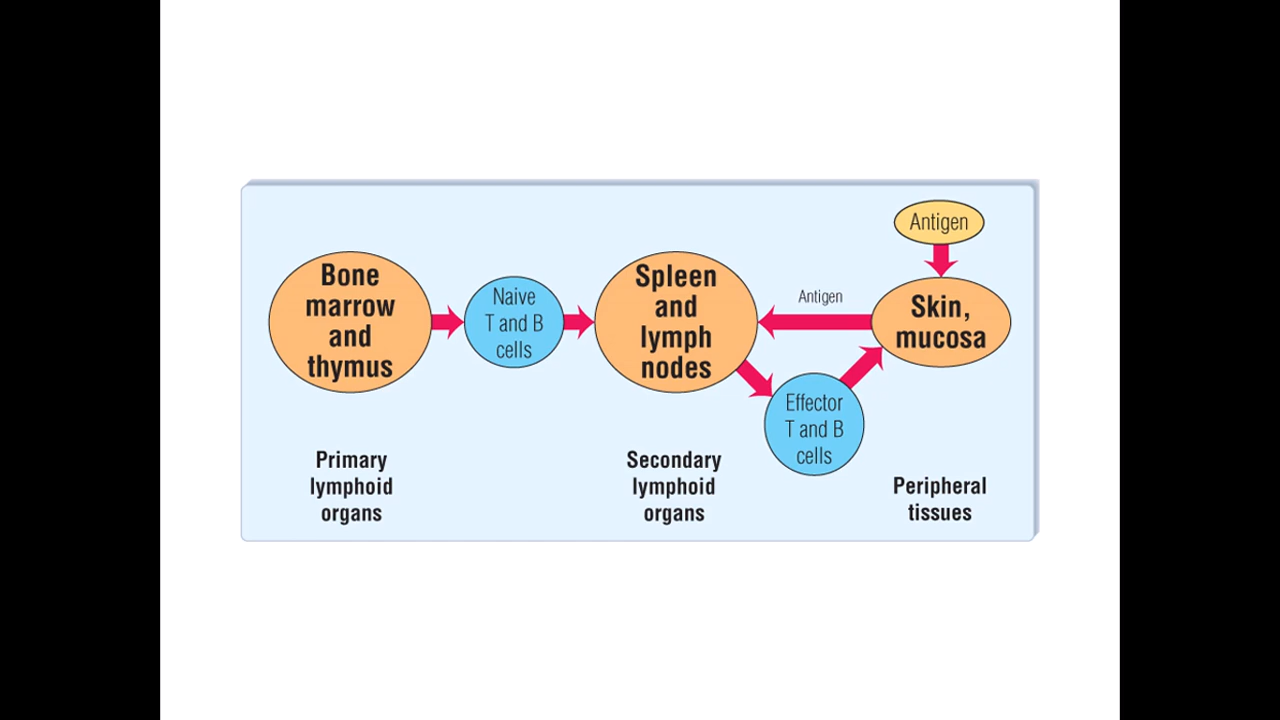 Bone
marrow
and
thymus
Naive
T and B
cells
Spleen
and
lymph
nodes
Antigen
Antigen
Skin,
mucosa
Effector
T and B
cells
Primary
lymphoid
organs
Secondary
lymphoid
organs
Peripheral
tissues